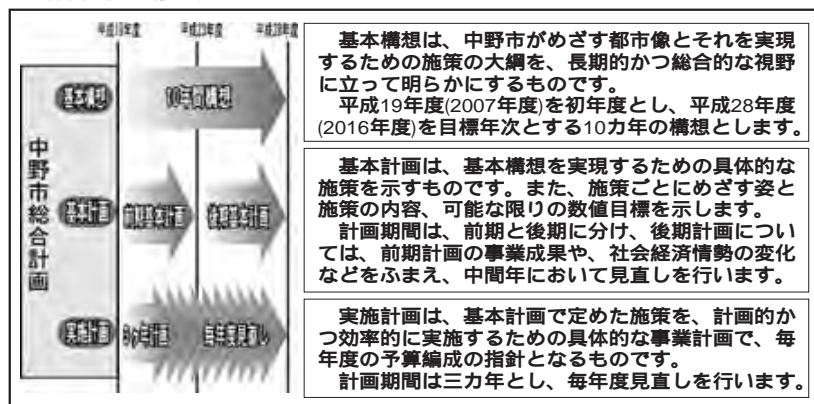 平成19年度 平成23年度 平成28年度
中野市総合計画
基本構想
10年間構想
基本計画
前期基本計画
後期基本計画
実施計画
3ヶ年計画
毎年度見直し
基本構想は、中野市がめざす都市像とそれを実現
するための施策の大綱を、長期的かつ総合的な視野
に立って明らかにするものです。
平成19年度(2007年度)を初年度とし、平成28年度
(2016年度)を目標年次とする10カ年の構想とします。
基本計画は、基本構想を実現するための具体的な
施策を示すものです。また、施策ごとにめざす姿と
施策の内容、可能な限りの数値目標を示します。
計画期間は、前期と後期に分け、後期計画につい
ては、前期計画の事業成果や、社会経済情勢の変化
などをふまえ、中間年において見直しを行います。
実施計画は、基本計画で定めた施策を、計画的か
つ効率的に実施するための具体的な事業計画で、毎
年度の予算編成の指針となるものです。
計画期間は三カ年とし、毎年度見直しを行います。